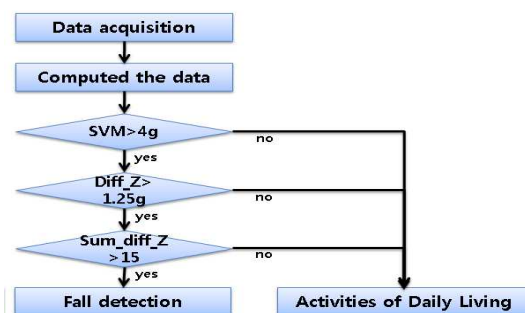 Data acquisition
Computed the data
SVM>4g
no
yes
Diff_Z>
1.25g
no
yes
Sum_diff_Z
>15
no
yes
Fall detection
Activities of Daily Living